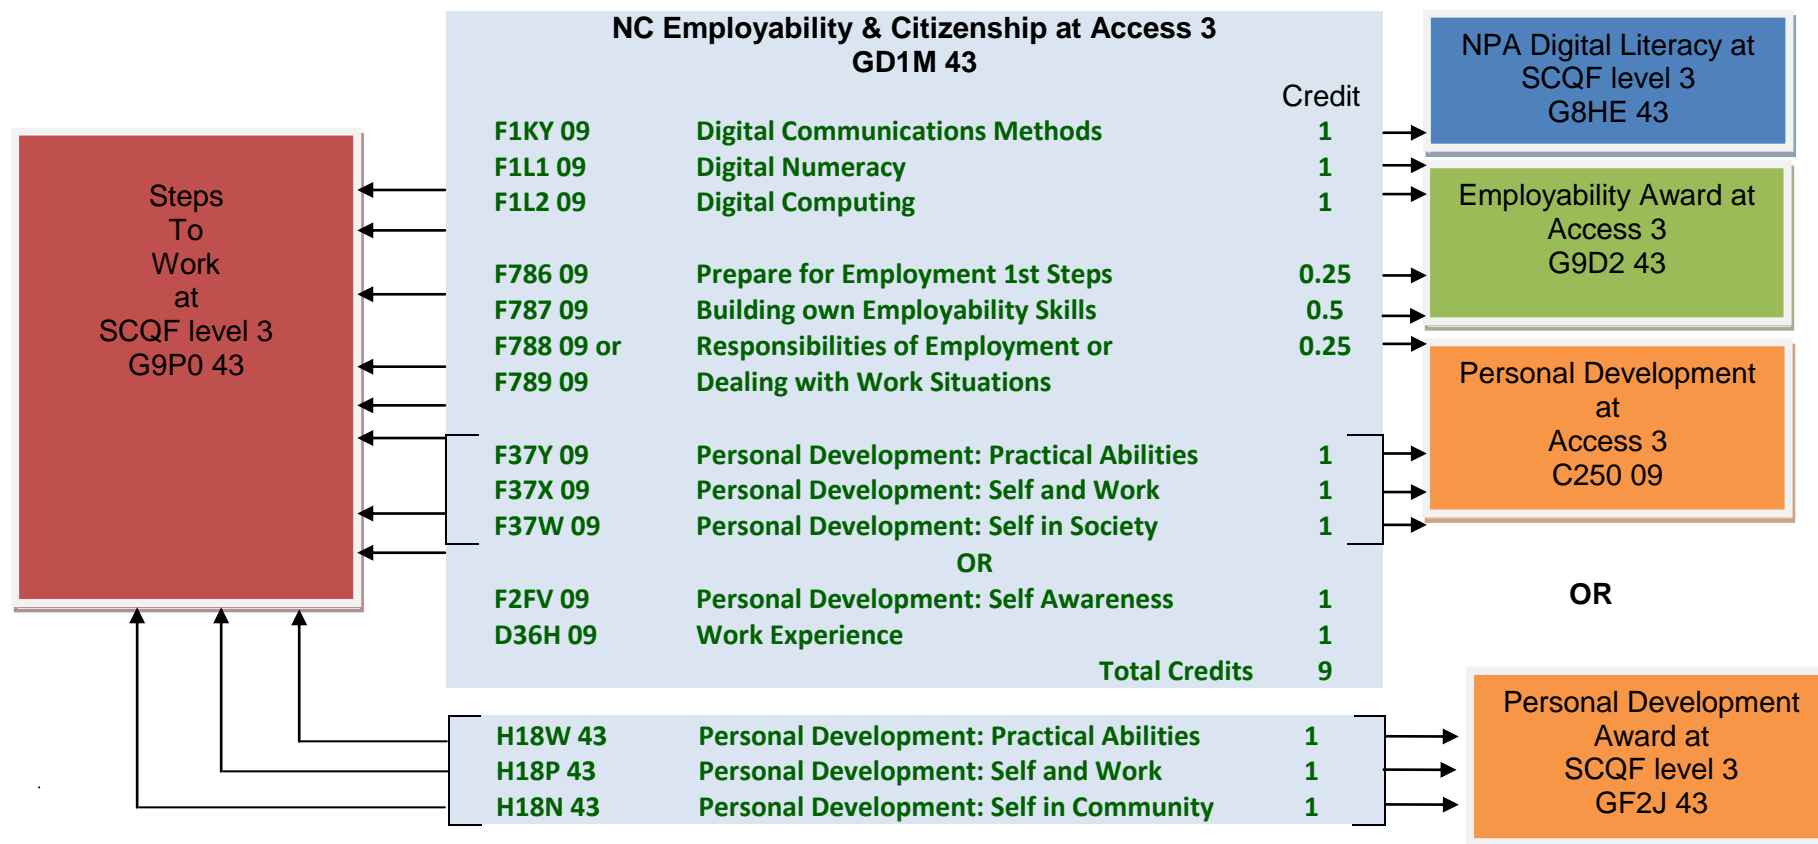 NC Employability & Citizenship at Access 3
GD1M 43
Credit
F1KY 09 Digital Communications Methods 1
F1L1 09 Digital Numeracy 1
F1L2 09 Digital Computing 1
F786 09 Prepare for Employment 1st Steps 0.25
F787 09 Building own Employability Skills 0.5
F788 09 or Responsibilities of Employment or 0.25
F789 09 Dealing with Work Situations
F37Y 09 Personal Development: Practical Abilities 1
F37X 09 Personal Development: Self and Work 1
F37W 09 Personal Development: Self in Society 1
OR
F2FV 09 Personal Development: Self Awareness 1
D36H 09 Work Experience 1
Total Credits 9
H18W 43 Personal Development: Practical Abilities 1
H18P 43 Personal Development: Self and Work 1
H18N 43 Personal Development: Self in Community 1
Steps
To
Work
at
SCQF level 3
G9P0 43
NPA Digital Literacy at
SCQF level 3
G8HE 43
Employability Award at
Access 3
G9D2 43
Personal Development
at
Access 3
C250 09
OR
Personal Development
Award at
SCQF level 3
GF2J 43